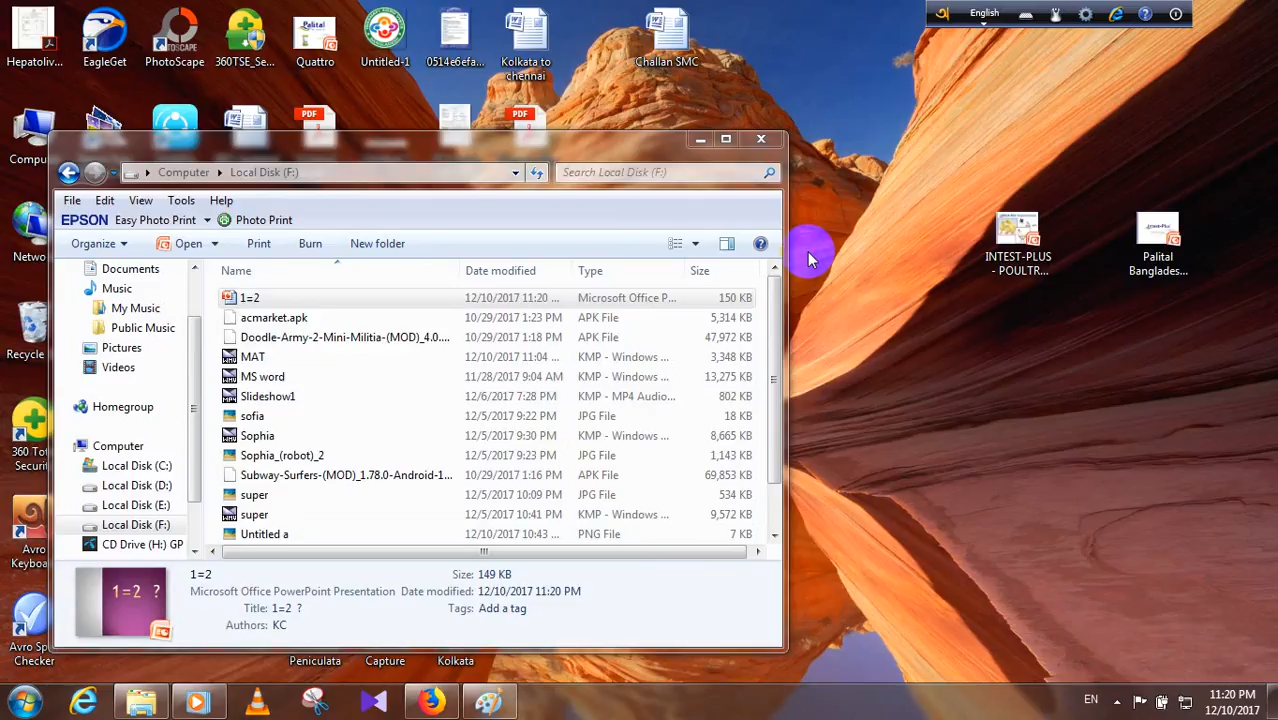 English
Hepatoliv...
EagleGet
PhotoScape
360TSE_Se...
Quattro
Untitled-1
0514e6efa...
Kolkata to
chennai
Challan SMC
Compu
Netwo
Recycle
360 Tot
Securit
Avro
Keyboa
Avro Sp
Checker
Computer
Local Disk (F:)
Search Local Disk (F:)
File Edit View Tools Help
EPSON Easy Photo Print Photo Print
Organize Open Print Burn New folder
Name Date modified Type Size
Documents
Music
My Music
Public Music
Pictures
Videos
Homegroup
Computer
Local Disk (C:)
Local Disk (D:)
Local Disk (E:)
Local Disk (F:)
CD Drive (H:) GP
1=2 12/10/2017 11:20 ... Microsoft Office P... 150 KB
acmarket.apk 10/29/2017 1:23 PM APK File 5,314 KB
Doodle-Army-2-Mini-Militia-(MOD)_4.0.... 10/29/2017 1:18 PM APK File 47,972 KB
MAT 12/10/2017 11:04 ... KMP - Windows ... 3,348 KB
MS word 11/28/2017 9:04 AM KMP - Windows ... 13,275 KB
Slideshow1 12/6/2017 7:28 PM KMP - MP4 Audio... 802 KB
sofia 12/5/2017 9:22 PM JPG File 18 KB
Sophia 12/5/2017 9:30 PM KMP - Windows ... 8,665 KB
Sophia_(robot)_2 12/5/2017 9:23 PM JPG File 1,143 KB
Subway-Surfers-(MOD)_1.78.0-Android-1... 10/29/2017 1:16 PM APK File 69,853 KB
super 12/5/2017 10:09 PM JPG File 534 KB
super 12/5/2017 10:41 PM KMP - Windows ... 9,572 KB
Untitled a 12/10/2017 10:43 ... PNG File 7 KB
1=2 ?
1=2
Microsoft Office PowerPoint Presentation
Title: 1=2 ?
Authors: KC
Size: 149 KB
Date modified: 12/10/2017 11:20 PM
Tags: Add a tag
INTEST-PLUS
- POULTR...
Palital
Banglades...
Peniculata
Capture
Kolkata
EN
11:20 PM
12/10/2017